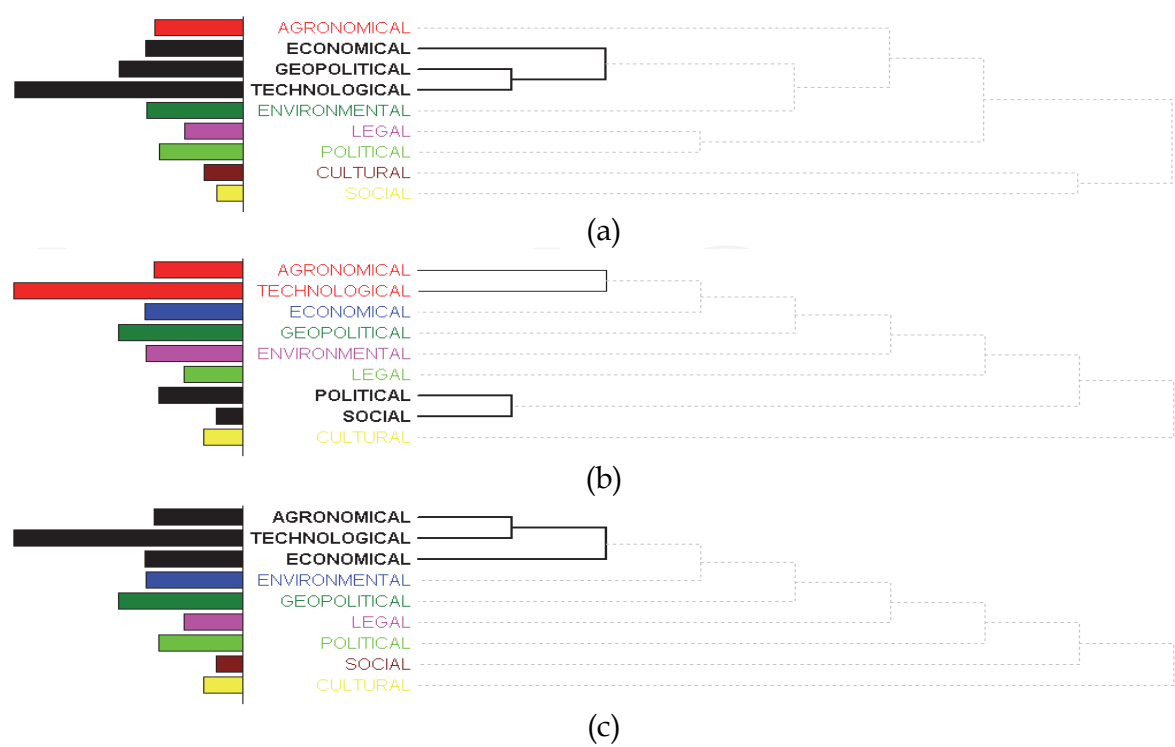 AGRONOMICAL
ECONOMICAL
GEOPOLITICAL
TECHNOLOGICAL
ENVIRONMENTAL
LEGAL
POLITICAL
CULTURAL
SOCIAL
(a)
AGRONOMICAL
TECHNOLOGICAL
ECONOMICAL
GEOPOLITICAL
ENVIRONMENTAL
LEGAL
POLITICAL
SOCIAL
CULTURAL
(b)
AGRONOMICAL
TECHNOLOGICAL
ECONOMICAL
ENVIRONMENTAL
GEOPOLITICAL
LEGAL
POLITICAL
SOCIAL
CULTURAL
(c)